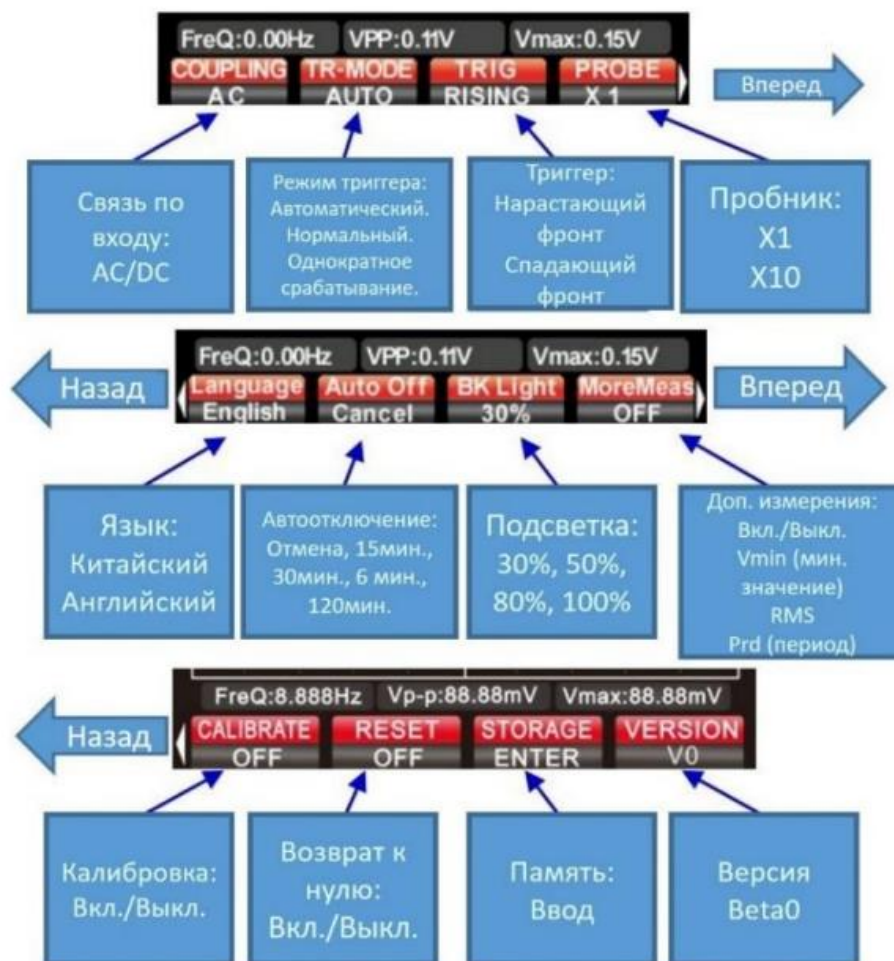 FreQ:0.00Hz VPP:0.11V Vmax:0.15V
COUPLING TR-MODE TRIG PROBE
AC AUTO RISING X 1
Вперед
Связь по
входу:
AC/DC
Режим триггера:
Автоматический.
Нормальный.
Однократное
срабатывание.
Триггер:
Нарастающий
фронт
Спадающий
фронт
Пробник:
X1
X10
Назад
FreQ:0.00Hz VPP:0.11V Vmax:0.15V
Language Auto Off BK Light MoreMeas
English Cancel 30% OFF
Вперед
Язык:
Китайский
Английский
Автоотключение:
Отмена, 15мин.,
30мин., 6 мин.,
120мин.
Подсветка:
30%, 50%,
80%, 100%
Доп. измерения:
Вкл./Выкл.
Vmin (мин.
значение)
RMS
Prd (период)
Назад
FreQ:8.888Hz Vp-p:88.88mV Vmax:88.88mV
CALIBRATE RESET STORAGE VERSION
OFF OFF ENTER V0
Калибровка:
Вкл./Выкл.
Возврат к
нулю:
Вкл./Выкл.
Память:
Ввод
Версия
Beta0